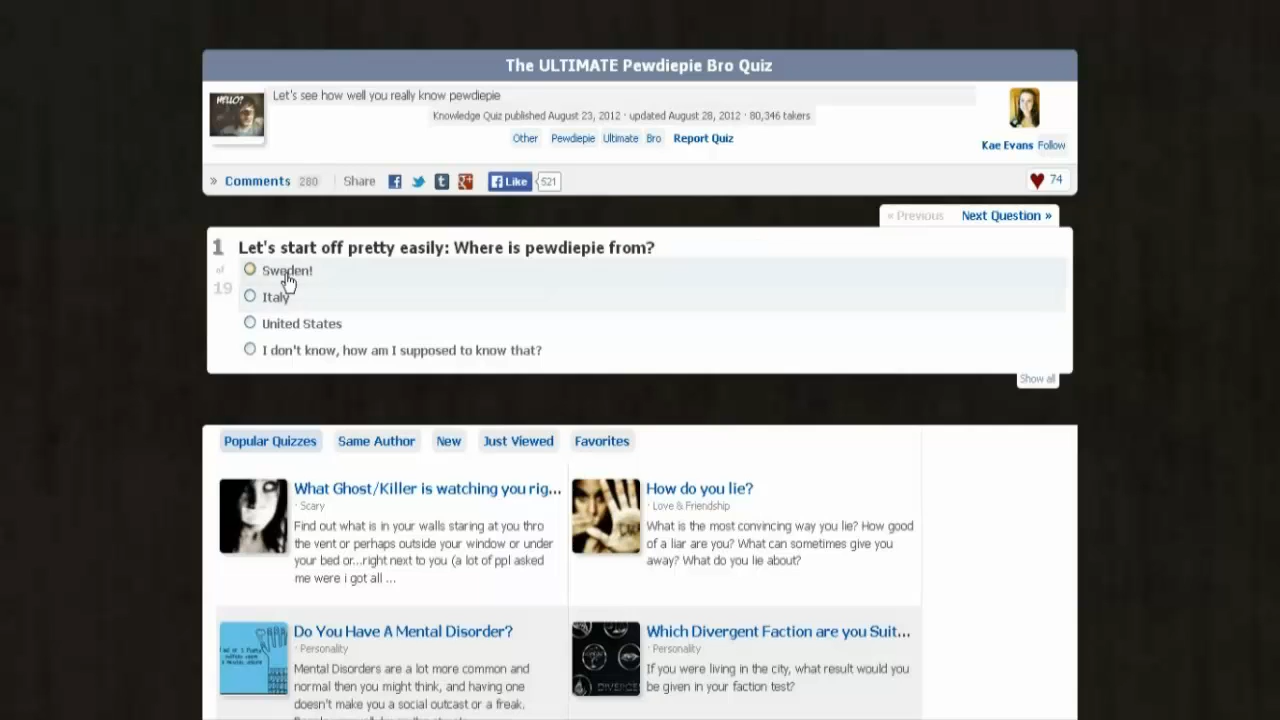 The ULTIMATE Pewdiepie Bro Quiz
HELLO?
Let's see how well you really know pewdiepie
Knowledge Quiz published August 23, 2012 · updated August 28, 2012 · 80,346 takers
Other Pewdiepie Ultimate Bro Report Quiz
Kae Evans Follow
» Comments 280 Share Like 521 74
« Previous Next Question »
1 of 19
Let's start off pretty easily: Where is pewdiepie from?
Sweden!
Italy
United States
I don't know, how am I supposed to know that?
Show all
Popular Quizzes Same Author New Just Viewed Favorites
What Ghost/Killer is watching you rig...
· Scary
Find out what is in your walls staring at you thro
the vent or perhaps outside your window or under
your bed or...right next to you (a lot of ppl asked
me were i got all ...
How do you lie?
· Love & Friendship
What is the most convincing way you lie? How good
of a liar are you? What can sometimes give you
away? What do you lie about?
Do You Have A Mental Disorder?
· Personality
Mental Disorders are a lot more common and
normal then you might think, and having one
doesn't make you a social outcast or a freak.
Which Divergent Faction are you Suit...
· Personality
If you were living in the city, what result would you
be given in your faction test?